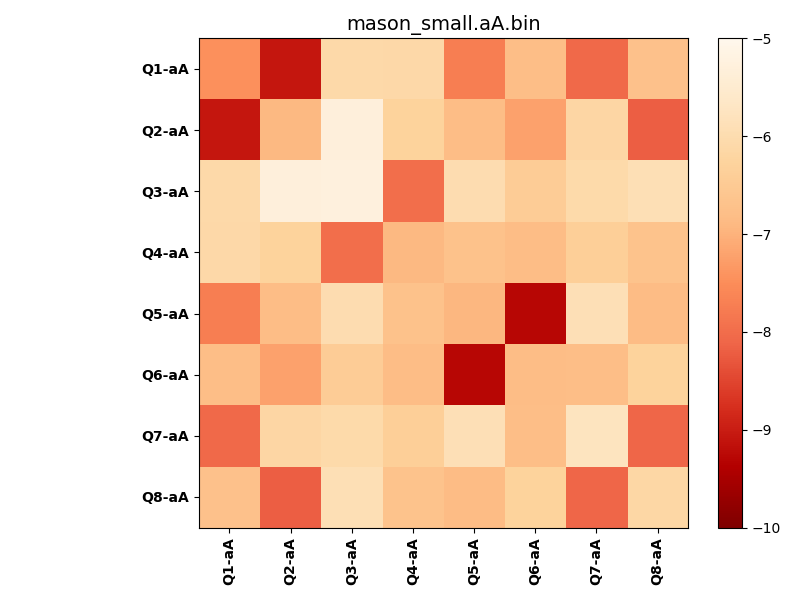 mason_small.aA.bin
Q1-aA
Q2-aA
Q3-aA
Q4-aA
Q5-aA
Q6-aA
Q7-aA
Q8-aA
Q1-aA Q2-aA Q3-aA Q4-aA Q5-aA Q6-aA Q7-aA Q8-aA
−5
−6
−7
−8
−9
−10